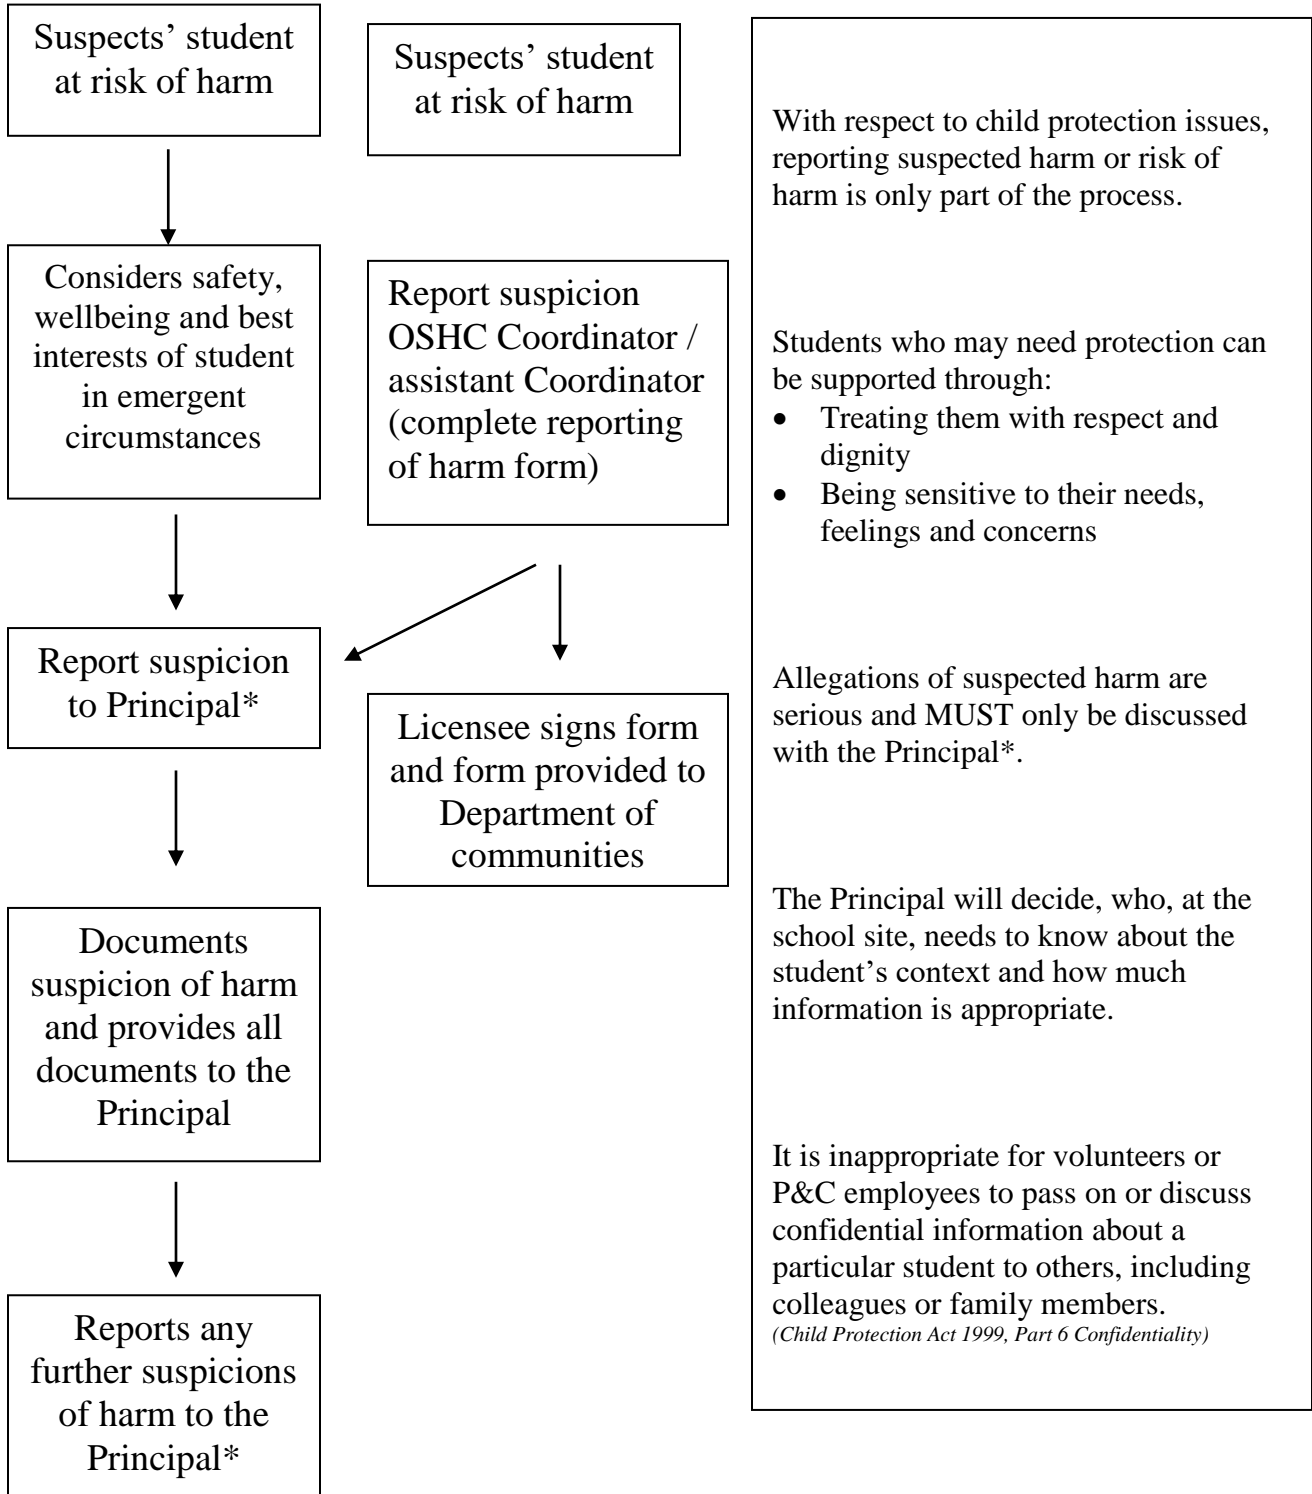 Suspects’ student
at risk of harm
Considers safety,
wellbeing and best
interests of student
in emergent
circumstances
Report suspicion
to Principal*
Documents
suspicion of harm
and provides all
documents to the
Principal
Reports any
further suspicions
of harm to the
Principal*
Suspects’ student
at risk of harm
Report suspicion
OSHC Coordinator /
assistant Coordinator
(complete reporting
of harm form)
Licensee signs form
and form provided to
Department of
communities
With respect to child protection issues,
reporting suspected harm or risk of
harm is only part of the process.
Students who may need protection can
be supported through:
• Treating them with respect and
dignity
• Being sensitive to their needs,
feelings and concerns
Allegations of suspected harm are
serious and MUST only be discussed
with the Principal*.
The Principal will decide, who, at the
school site, needs to know about the
student’s context and how much
information is appropriate.
It is inappropriate for volunteers or
P&C employees to pass on or discuss
confidential information about a
particular student to others, including
colleagues or family members.
(Child Protection Act 1999, Part 6 Confidentiality)